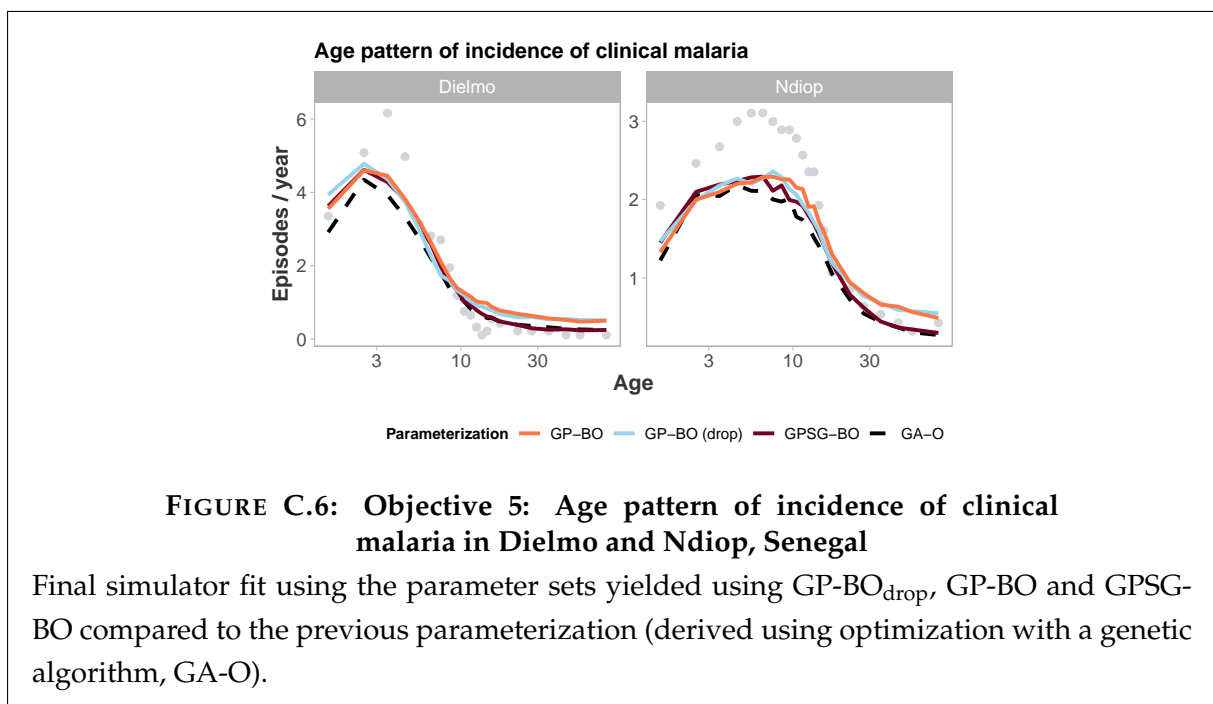 Age pattern of incidence of clinical malaria
Dielmo
Ndiop
Episodes / year
6
4
2
0
3
2
1
3
10
30
3
10
30
Age
Parameterization GP−BO GP−BO (drop) GPSG−BO GA−O
FIGURE C.6: Objective 5: Age pattern of incidence of clinical
malaria in Dielmo and Ndiop, Senegal
Final simulator fit using the parameter sets yielded using GP-BOdrop, GP-BO and GPSG-
BO compared to the previous parameterization (derived using optimization with a genetic
algorithm, GA-O).